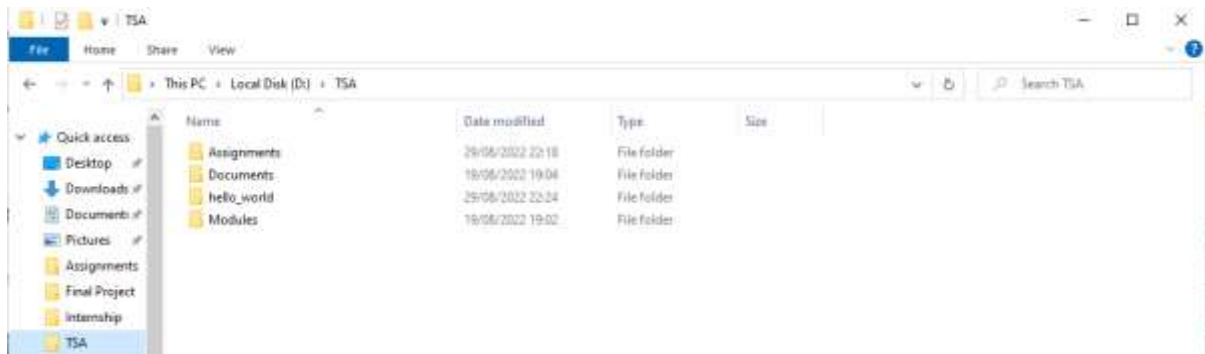 TSA
File Home Share View
This PC Local Disk (D:) TSA Search TSA
Name Date modified Type Size
Quick access
Desktop
Downloads
Documents
Pictures
Assignments
Final Project
Internship
TSA
Assignments 29/08/2022 22:18 File folder
Documents 19/08/2022 19:04 File folder
hello_world 29/08/2022 22:24 File folder
Modules 19/08/2022 19:02 File folder